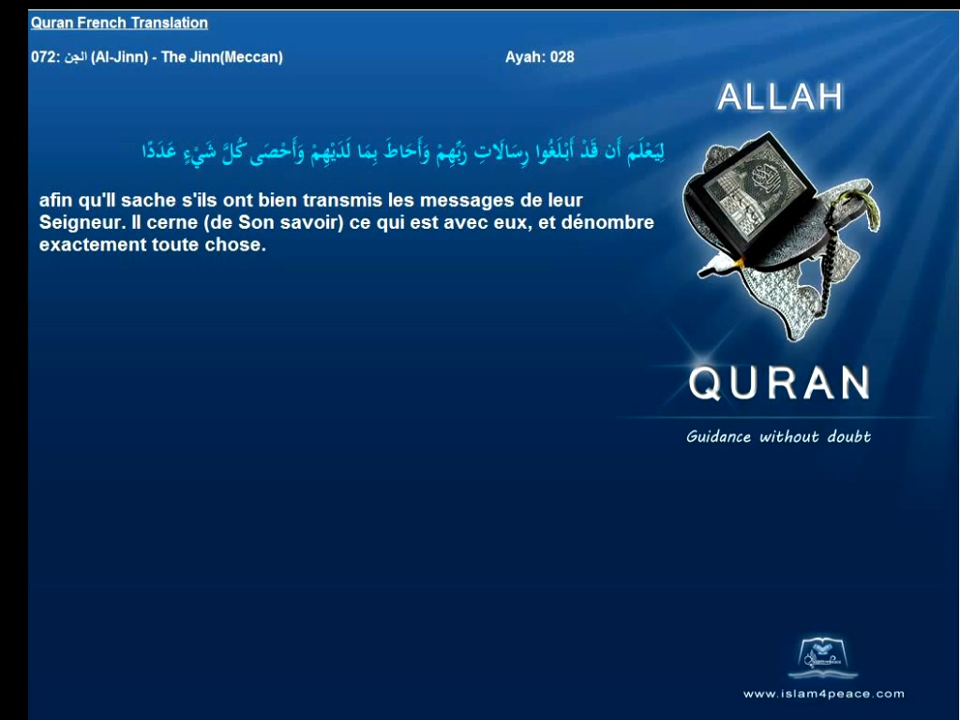 Quran French Translation
072: الجن (Al-Jinn) - The Jinn(Meccan) Ayah: 028
ALLAH
لِيَعْلَمَ أَن قَدْ أَبْلَغُوا رِسَالَاتِ رَبِّهِمْ وَأَحَاطَ بِمَا لَدَيْهِمْ وَأَحْصَى كُلَّ شَيْءٍ عَدَدًا
afin qu'Il sache s'ils ont bien transmis les messages de leur
Seigneur. Il cerne (de Son savoir) ce qui est avec eux, et dénombre
exactement toute chose.
QURAN
Guidance without doubt
www.islam4peace.com